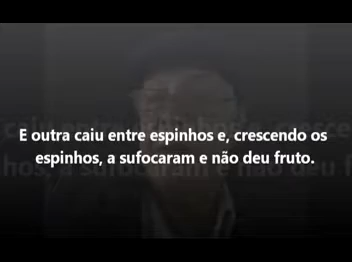 E outra caiu entre espinhos e, crescendo os
espinhos, a sufocaram e não deu fruto.